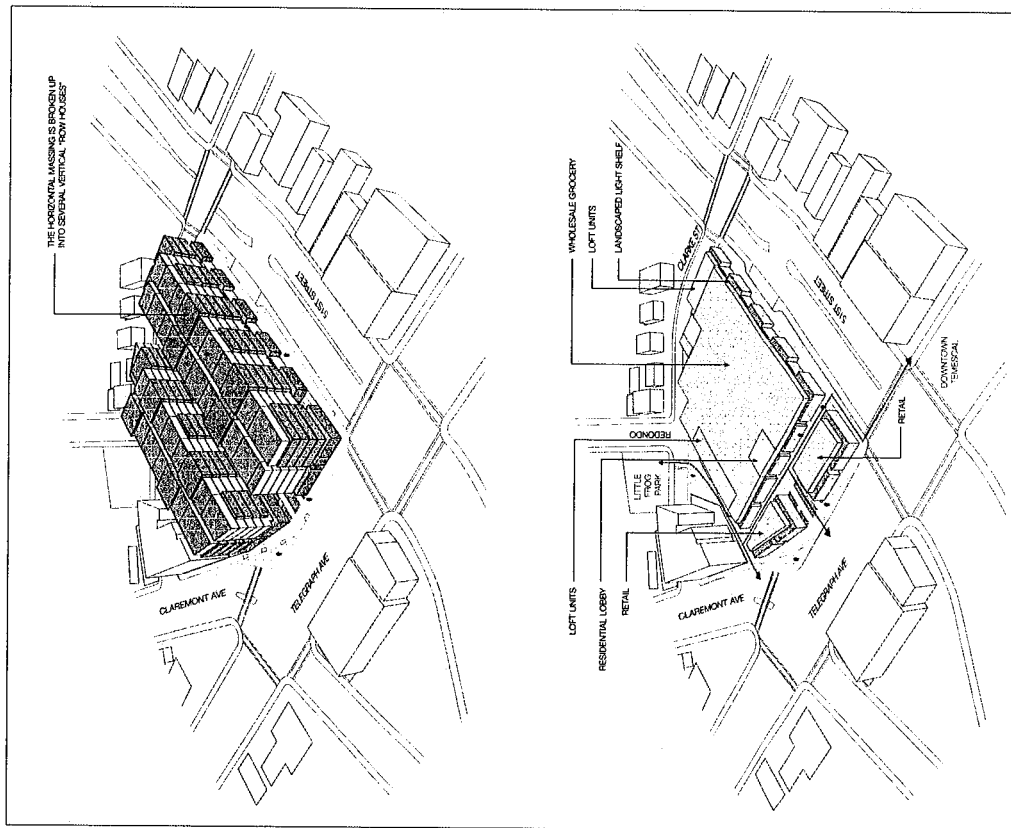 THE HORIZONTAL MASSING IS BROKEN UP
INTO SEVERAL VERTICAL "ROW HOUSES"
51ST STREET
CLAREMONT AVE
TELEGRAPH AVE
WHOLESALE GROCERY
LOFT UNITS
LANDSCAPED LIGHT SHELF
CLARKE ST
51ST STREET
REDONDO
LITTLE
FROG
PARK
DOWNTOWN
TEMESCAL
RETAIL
LOFT UNITS
RESIDENTIAL LOBBY
RETAIL
CLAREMONT AVE
TELEGRAPH AVE